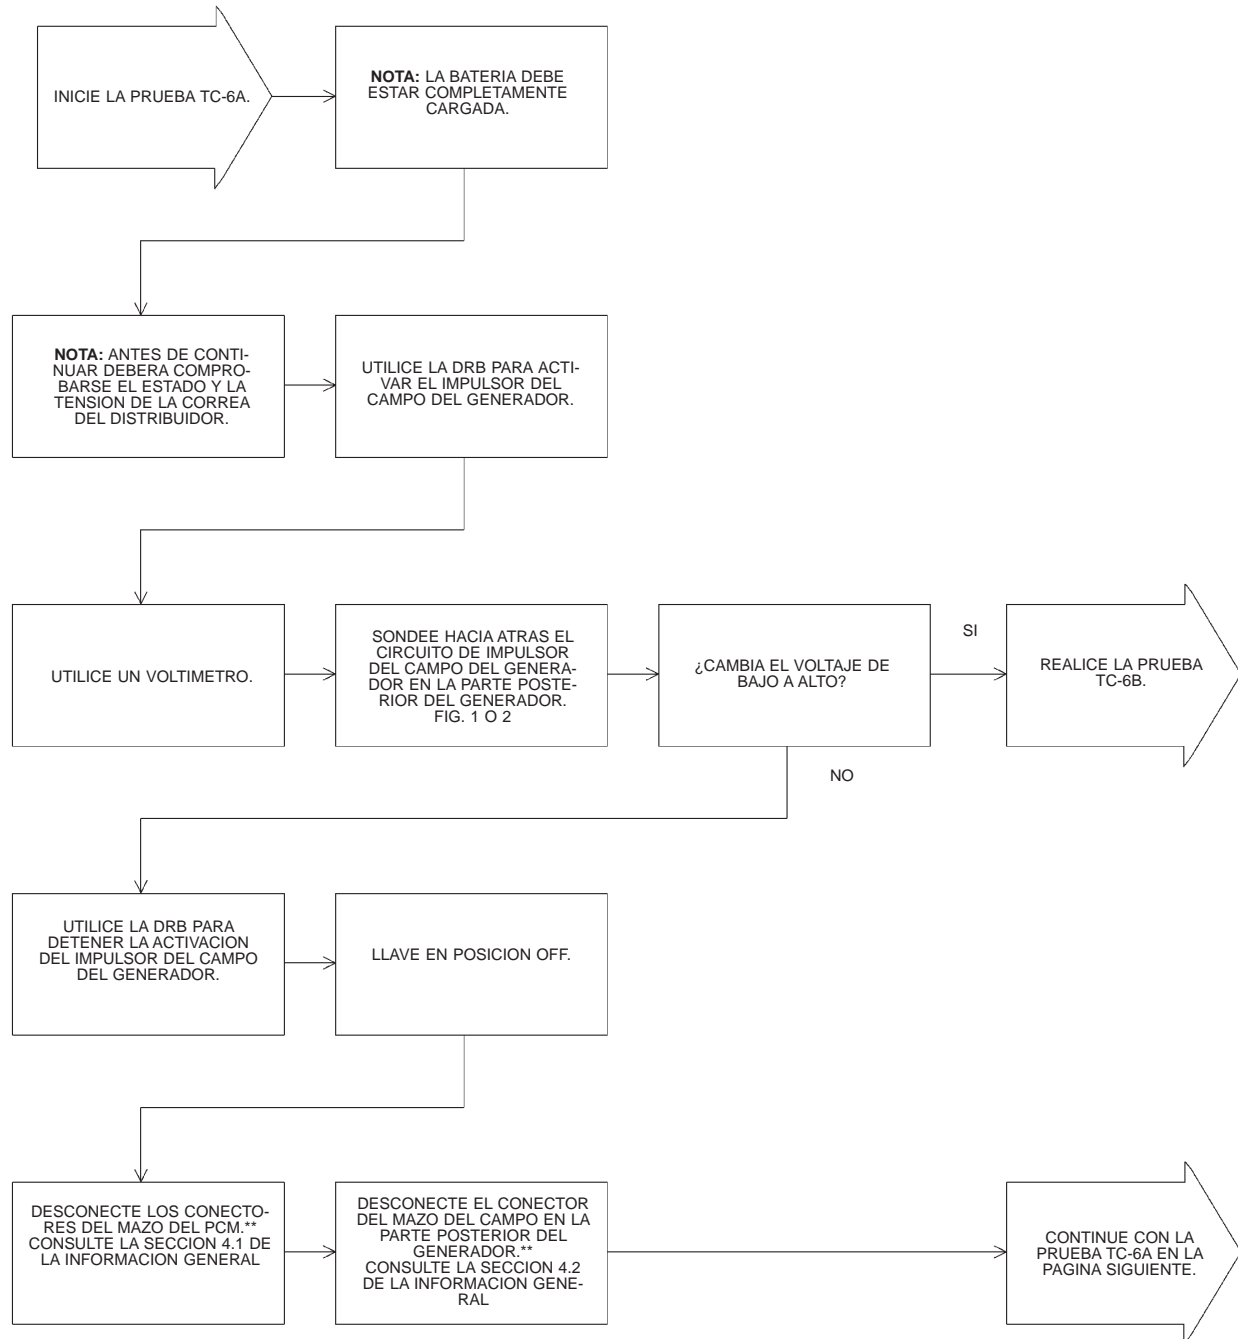 INICIE LA PRUEBA TC-6A.
NOTA: LA BATERIA DEBE
ESTAR COMPLETAMENTE
CARGADA.
NOTA: ANTES DE CONTI-
NUAR DEBERA COMPRO-
BARSE EL ESTADO Y LA
TENSION DE LA CORREA
DEL DISTRIBUIDOR.
UTILICE LA DRB PARA ACTI-
VAR EL IMPULSOR DEL
CAMPO DEL GENERADOR.
UTILICE UN VOLTIMETRO.
SONDEE HACIA ATRAS EL
CIRCUITO DE IMPULSOR
DEL CAMPO DEL GENERA-
DOR EN LA PARTE POSTE-
RIOR DEL GENERADOR.
FIG. 1 O 2
¿CAMBIA EL VOLTAJE DE
BAJO A ALTO?
SI
REALICE LA PRUEBA
TC-6B.
NO
UTILICE LA DRB PARA
DETENER LA ACTIVACION
DEL IMPULSOR DEL CAMPO
DEL GENERADOR.
LLAVE EN POSICION OFF.
DESCONECTE LOS CONECTO-
RES DEL MAZO DEL PCM.**
CONSULTE LA SECCION 4.1 DE
LA INFORMACION GENERAL
DESCONECTE EL CONECTOR
DEL MAZO DEL CAMPO EN LA
PARTE POSTERIOR DEL
GENERADOR.**
CONSULTE LA SECCION 4.2
DE LA INFORMACION GENE-
RAL
CONTINUE CON LA
PRUEBA TC-6A EN LA
PAGINA SIGUIENTE.